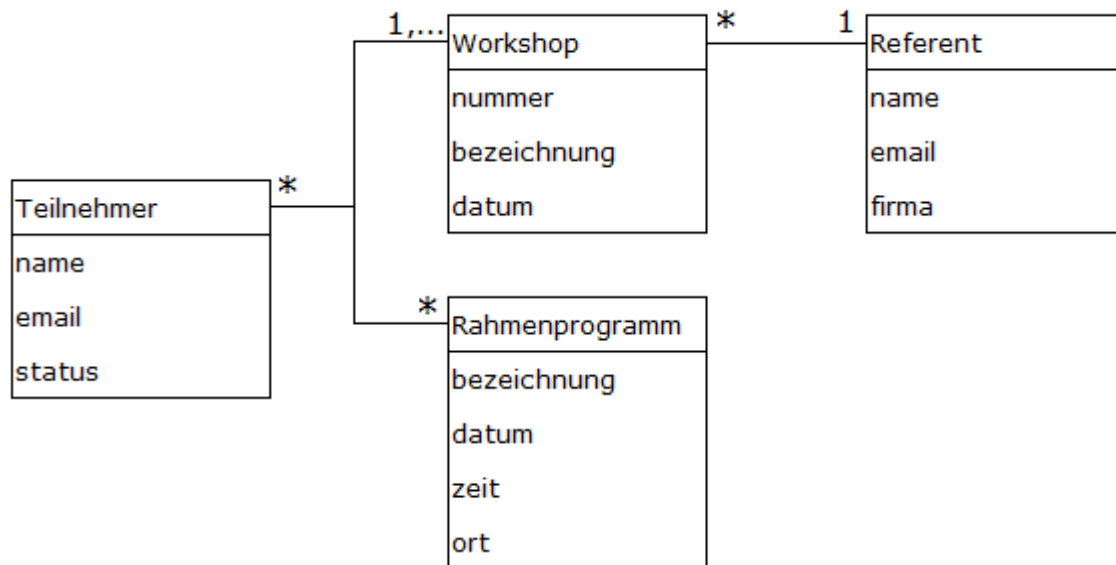 1,...
Workshop
nummer
bezeichnung
datum
*
1
Referent
name
email
firma
Teilnehmer
*
name
email
status
*
Rahmenprogramm
bezeichnung
datum
zeit
ort